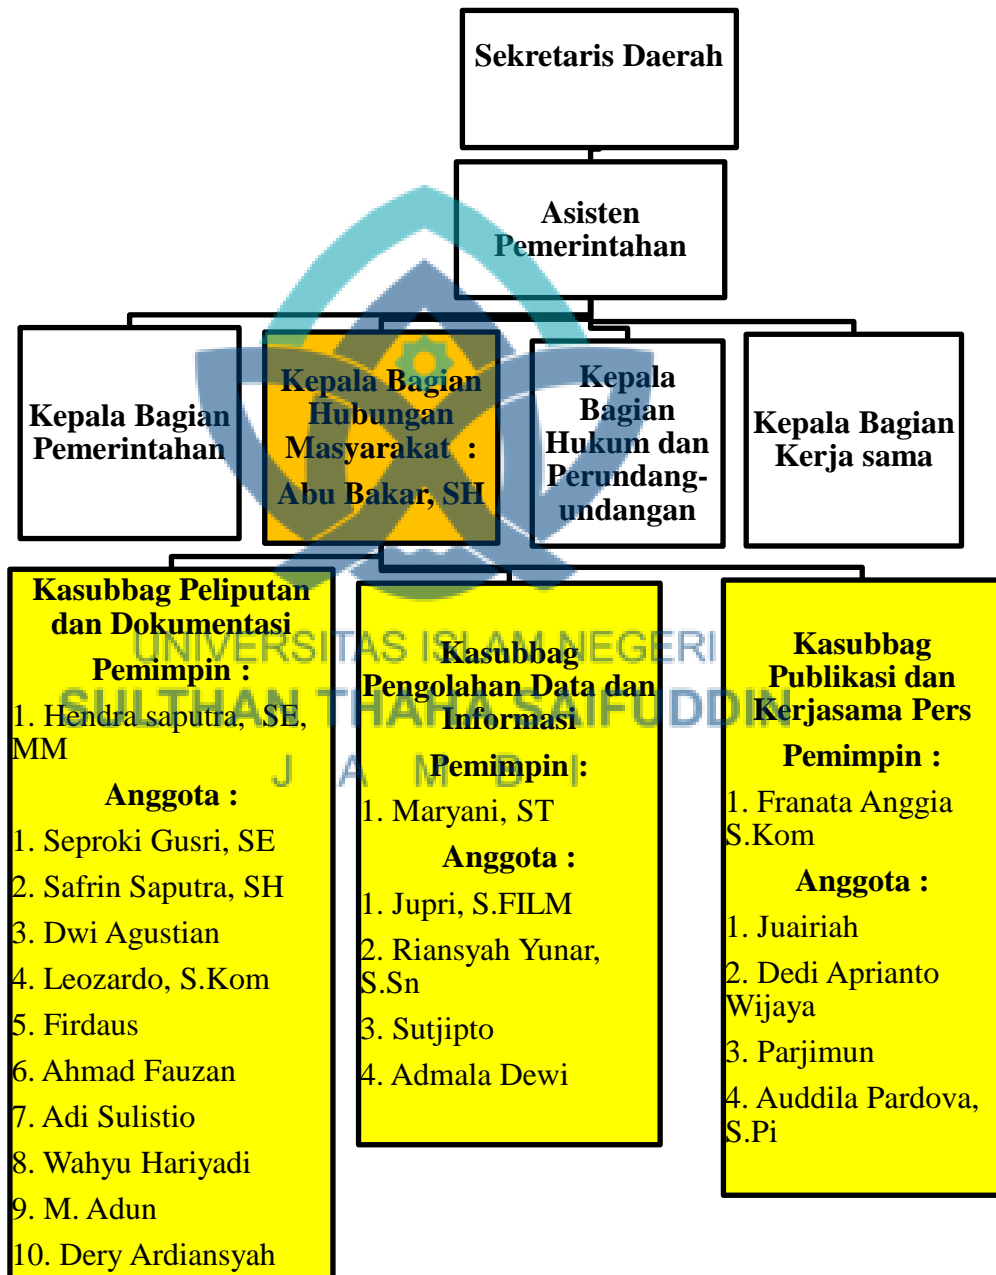 Sekretaris Daerah
Asisten
Pemerintahan
Kepala Bagian
Pemerintahan
Kepala Bagian
Hubungan
Masyarakat :
Abu Bakar, SH
Kepala
Bagian
Hukum dan
Perundang-
undangan
Kepala Bagian
Kerja sama
Kasubbag Peliputan
dan Dokumentasi
Pemimpin :
1. Hendra saputra, SE,
MM
Anggota :
1. Seproki Gusri, SE
2. Safrin Saputra, SH
3. Dwi Agustian
4. Leozardo, S.Kom
5. Firdaus
6. Ahmad Fauzan
7. Adi Sulistio
8. Wahyu Hariyadi
9. M. Adun
10. Dery Ardiansyah
Kasubbag
Pengolahan Data dan
Informasi
Pemimpin :
1. Maryani, ST
Anggota :
1. Jupri, S.FILM
2. Riansyah Yunar,
S.Sn
3. Sutjipto
4. Admala Dewi
Kasubbag
Publikasi dan
Kerjasama Pers
Pemimpin :
1. Franata Anggia
S.Kom
Anggota :
1. Juairiah
2. Dedi Aprianto
Wijaya
3. Parjimun
4. Auddila Pardova,
S.Pi
UNIVERSITAS ISLAM NEGERI
SULTHAN THAHA SAIFUDDIN
JAMBI